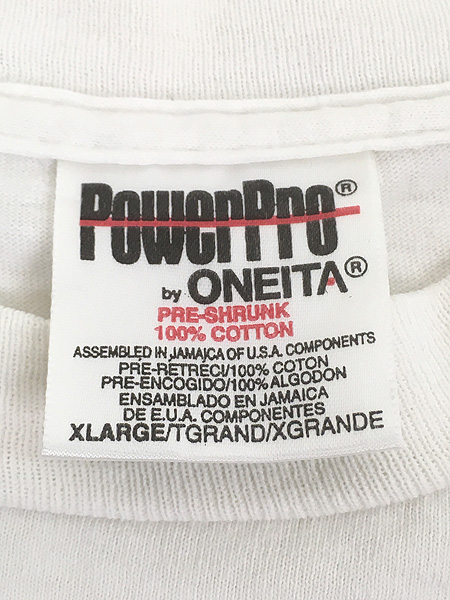 PowerPro®
by ONEITA®
PRE-SHRUNK
100% COTTON
ASSEMBLED IN JAMAICA OF U.S.A. COMPONENTS
PRE-RÉTRECI/100% COTON
PRE-ENCOGIDO/100% ALGODON
ENSAMBLADO EN JAMAICA
DE E.U.A. COMPONENTES
XLARGE/TGRAND/XGRANDE